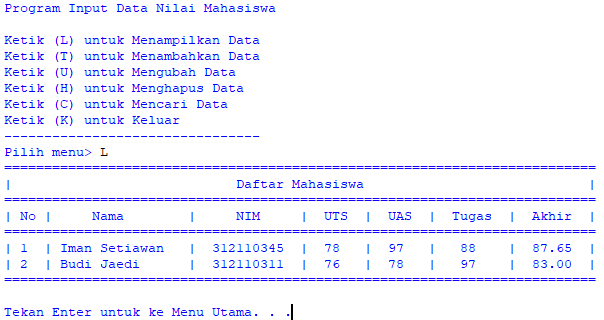 Program Input Data Nilai Mahasiswa
Ketik (L) untuk Menampilkan Data
Ketik (T) untuk Menambahkan Data
Ketik (U) untuk Mengubah Data
Ketik (H) untuk Menghapus Data
Ketik (C) untuk Mencari Data
Ketik (K) untuk Keluar
--------------------------------
Pilih menu> L
==========================================================================
| Daftar Mahasiswa |
==========================================================================
| No | Nama | NIM | UTS | UAS | Tugas | Akhir |
==========================================================================
| 1 | Iman Setiawan | 312110345 | 78 | 97 | 88 | 87.65 |
| 2 | Budi Jaedi | 312110311 | 76 | 78 | 97 | 83.00 |
==========================================================================
Tekan Enter untuk ke Menu Utama. . .